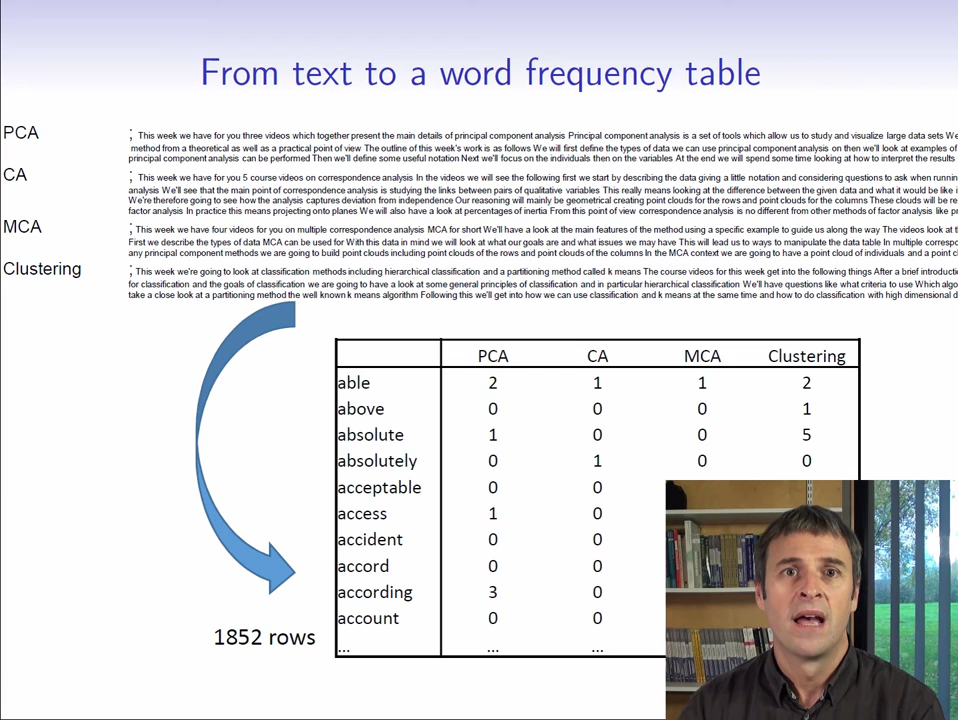 From text to a word frequency table
PCA
; This week we have for you three videos which together present the main details of principal component analysis Principal component analysis is a set of tools which allow us to study and visualize large data sets We
method from a theoretical as well as a practical point of view The outline of this week's work is as follows We will first define the types of data we can use principal component analysis on then we'll look at examples of
principal component analysis can be performed Then we'll define some useful notation Next we'll focus on the individuals then on the variables At the end we will spend some time looking at how to interpret the results
CA
; This week we have for you 5 course videos on correspondence analysis In the videos we will see the following first we start by describing the data giving a little notation and considering questions to ask when runnin
analysis We'll see that the main point of correspondence analysis is studying the links between pairs of qualitative variables This really means looking at the difference between the given data and what it would be like i
We're therefore going to see how the analysis captures deviation from independence Our reasoning will mainly be geometrical creating point clouds for the rows and point clouds for the columns These clouds will be re
factor analysis In practice this means projecting onto planes We will also have a look at percentages of inertia From this point of view correspondence analysis is no different from other methods of factor analysis like pr
MCA
; This week we have four videos for you on multiple correspondence analysis MCA for short We'll have a look at the main features of the method using a specific example to guide us along the way The videos look at t
First we describe the types of data MCA can be used for With this data in mind we will look at what our goals are and what issues we may have This will lead us to ways to manipulate the data table In multiple corresp
any principal component methods we are going to build point clouds including point clouds of the rows and point clouds of the columns In the MCA context we are going to have a point cloud of individuals and a point c
Clustering
; This week we're going to look at classification methods including hierarchical classification and a partitioning method called k means The course videos for this week get into the following things After a brief introducti
for classification and the goals of classification we are going to have a look at some general principles of classification and in particular hierarchical classification We'll have questions like what criteria to use Which algo
take a close look at a partitioning method the well known k means algorithm Following this we'll get into how we can use classification and k means at the same time and how to do classification with high dimensional d
PCA CA MCA Clustering
able 2 1 1 2
above 0 0 0 1
absolute 1 0 0 5
absolutely 0 1 0 0
acceptable 0 0
access 1 0
accident 0 0
accord 0 0
according 3 0
account 0 0
... ... ...
1852 rows